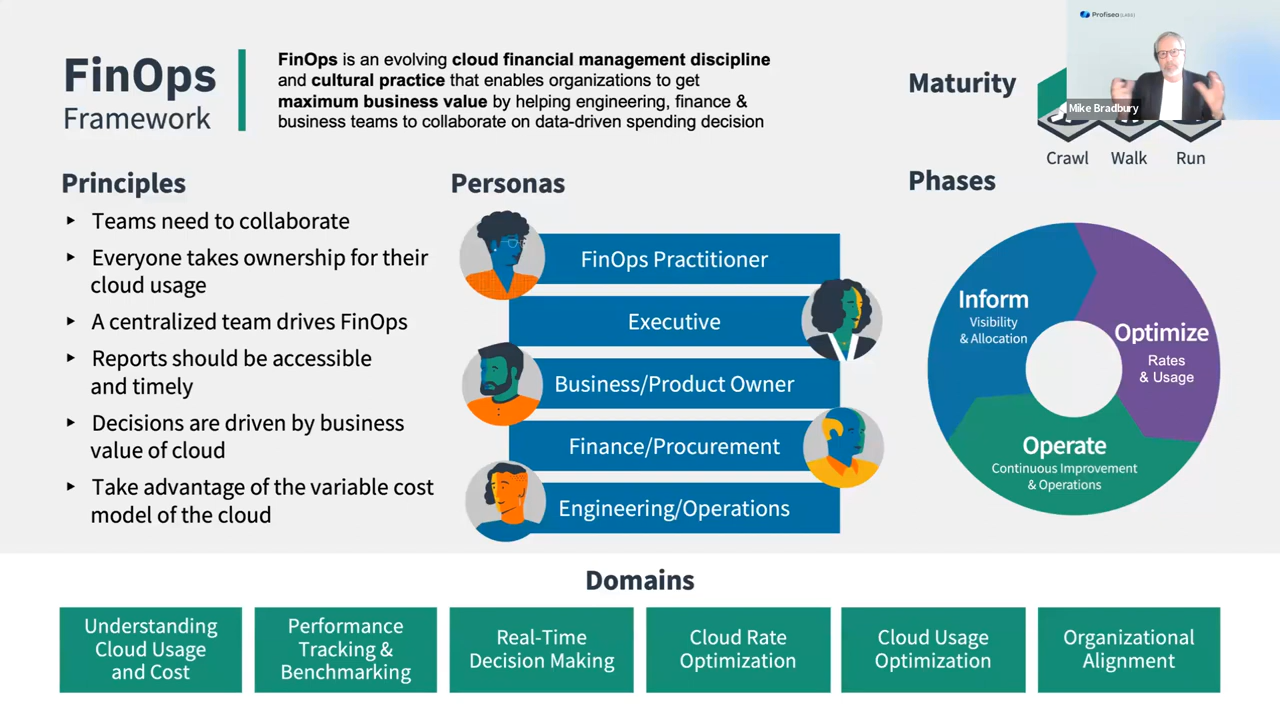 FinOps
Framework
FinOps is an evolving cloud financial management discipline
and cultural practice that enables organizations to get
maximum business value by helping engineering, finance &
business teams to collaborate on data-driven spending decision
Maturity
Profiseo (LABS)
Mike Bradbury
Crawl Walk Run
Principles
‣ Teams need to collaborate
‣ Everyone takes ownership for their
cloud usage
‣ A centralized team drives FinOps
‣ Reports should be accessible
and timely
‣ Decisions are driven by business
value of cloud
‣ Take advantage of the variable cost
model of the cloud
Personas
FinOps Practitioner
Executive
Business/Product Owner
Finance/Procurement
Engineering/Operations
Phases
Inform
Visibility
& Allocation
Optimize
Rates
& Usage
Operate
Continuous Improvement
& Operations
Domains
Understanding
Cloud Usage
and Cost
Performance
Tracking &
Benchmarking
Real-Time
Decision Making
Cloud Rate
Optimization
Cloud Usage
Optimization
Organizational
Alignment